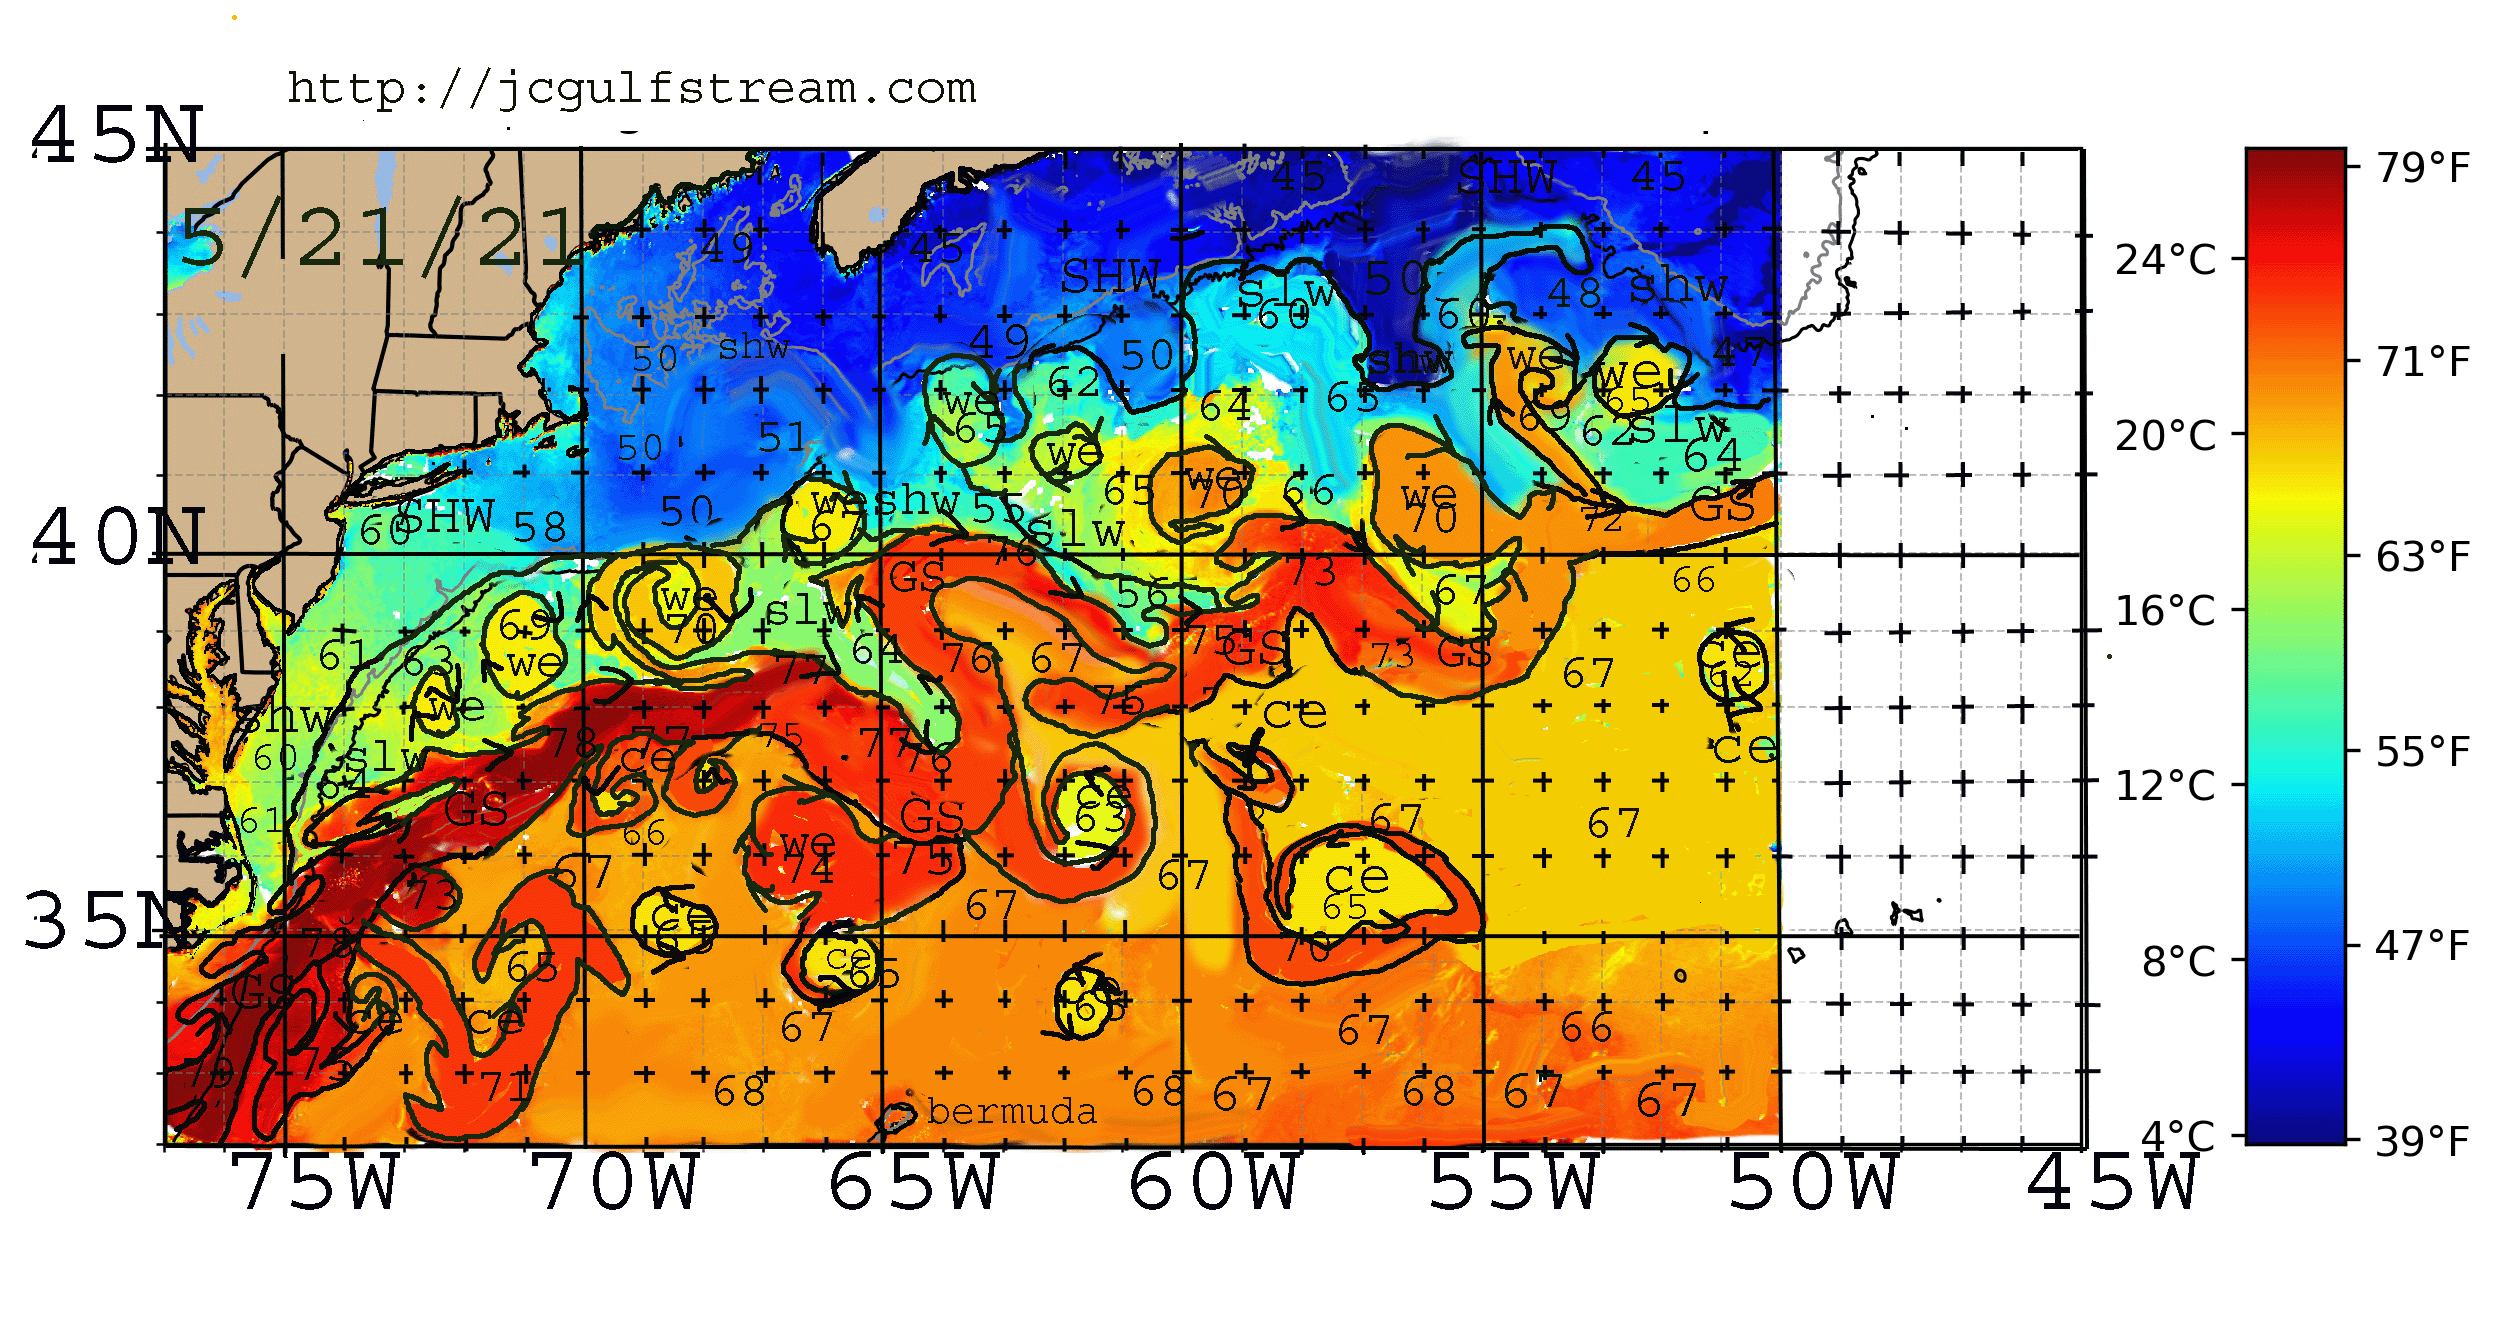 http://jcgulfstream.com
45N
5/21/21
45 SHW 45
49 45
SHW slw 50 shw
60 60 48
50 shw 49 50 shw we we 47
62 65
we 64 65 69 62 slw
65
50 51 we 64
we 70 we
65 66 70 GS
we shw 55
67 slw 72
50
60 SHW 58
40N
GS 76 73 66
we 70 slw 56 67
69 we
61 63 64 76 67 75 GS 73 GS 67 ce 62
we 77 75 ce
shw
60 slw 64 78 77 75 77 76 ce
ce
61 GS 66 GS ce 63 67 67
we 74 75
67 67 67 ce 65
73
ce
35N
78 65 ce 70
GS ce ce 67 67 66
79 71 68 68 67 68 67 67
bermuda
75W 70W 65W 60W 55W 50W 45W
24°C
20°C
16°C
12°C
8°C
4°C
79°F
71°F
63°F
55°F
47°F
39°F